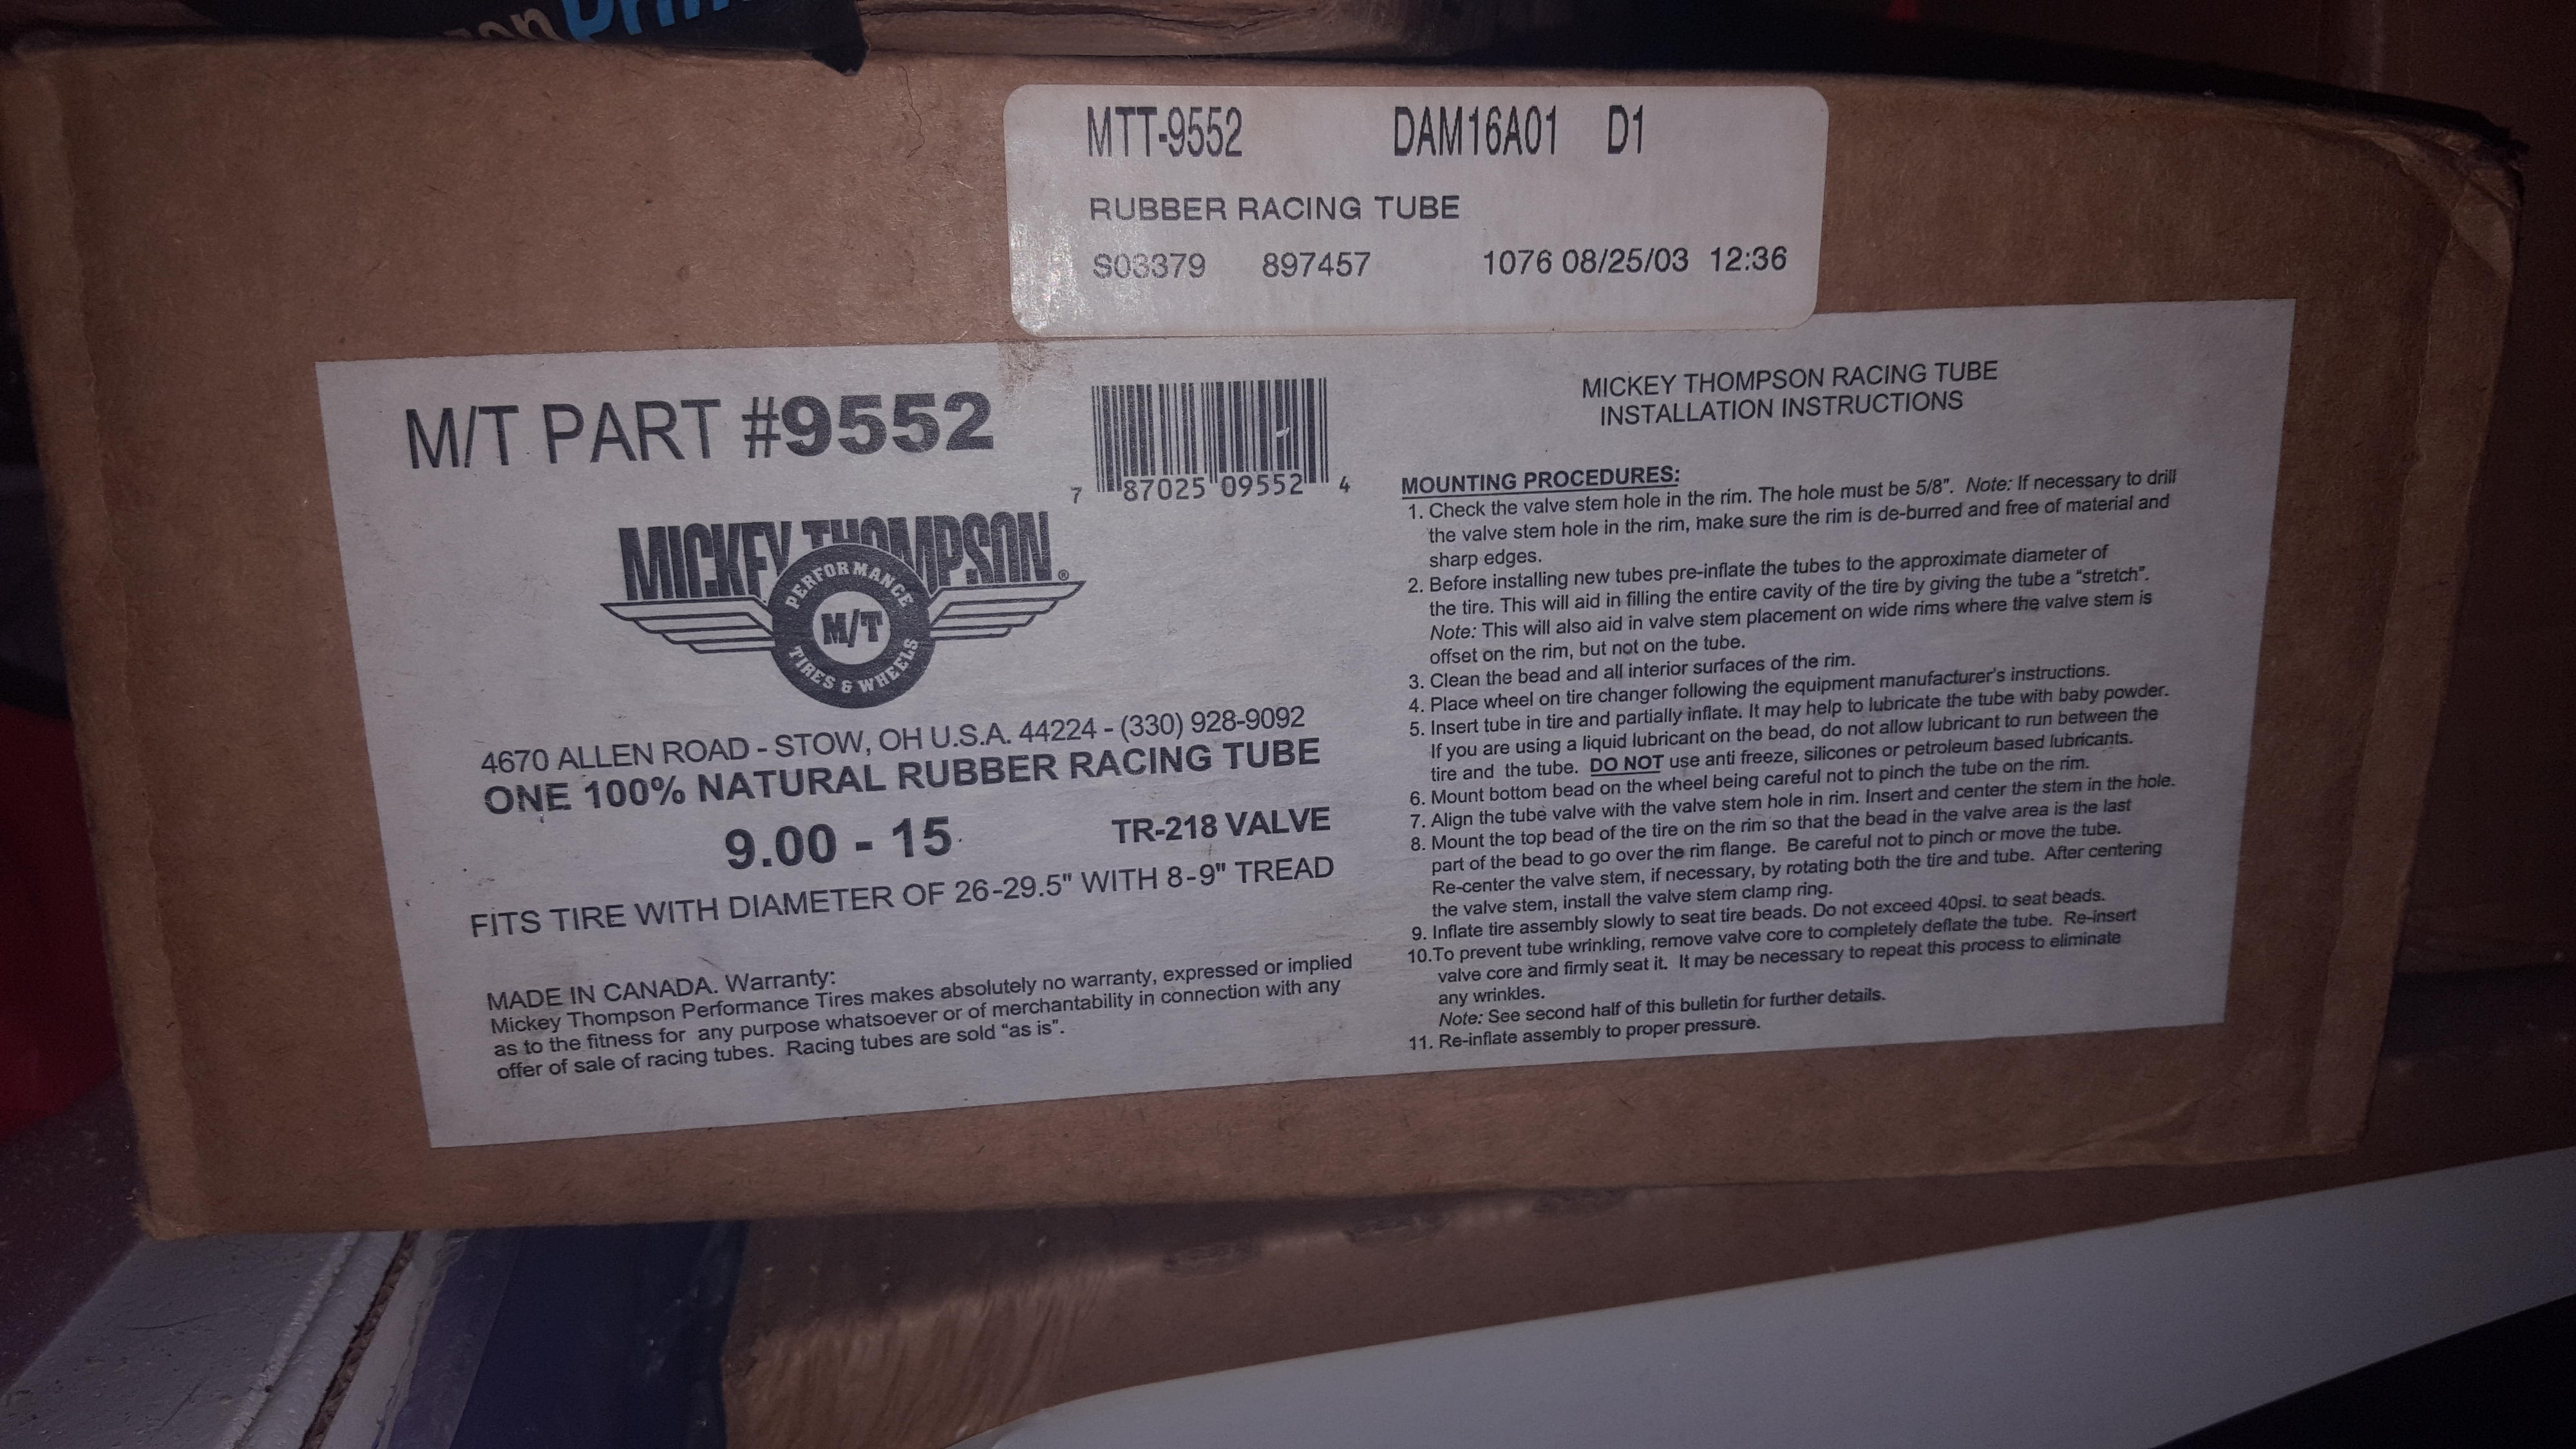 zonPrim
MTT-9552 DAM16A01 D1
RUBBER RACING TUBE
S03379 897457 1076 08/25/03 12:36
M/T PART #9552
7 87025 09552 4
MICKEY THOMPSON®
PERFORMANCE
M/T
TIRES & WHEELS
4670 ALLEN ROAD - STOW, OH U.S.A. 44224 - (330) 928-9092
ONE 100% NATURAL RUBBER RACING TUBE
9.00 - 15 TR-218 VALVE
FITS TIRE WITH DIAMETER OF 26-29.5" WITH 8-9" TREAD
MADE IN CANADA. Warranty:
Mickey Thompson Performance Tires makes absolutely no warranty, expressed or implied
as to the fitness for any purpose whatsoever or of merchantability in connection with any
offer of sale of racing tubes. Racing tubes are sold "as is".
MICKEY THOMPSON RACING TUBE
INSTALLATION INSTRUCTIONS
MOUNTING PROCEDURES:
1. Check the valve stem hole in the rim. The hole must be 5/8". Note: If necessary to drill
the valve stem hole in the rim, make sure the rim is de-burred and free of material and
sharp edges.
2. Before installing new tubes pre-inflate the tubes to the approximate diameter of
the tire. This will aid in filling the entire cavity of the tire by giving the tube a "stretch".
Note: This will also aid in valve stem placement on wide rims where the valve stem is
offset on the rim, but not on the tube.
3. Clean the bead and all interior surfaces of the rim.
4. Place wheel on tire changer following the equipment manufacturer's instructions.
5. Insert tube in tire and partially inflate. It may help to lubricate the tube with baby powder.
If you are using a liquid lubricant on the bead, do not allow lubricant to run between the
tire and the tube. DO NOT use anti freeze, silicones or petroleum based lubricants.
6. Mount bottom bead on the wheel being careful not to pinch the tube on the rim.
7. Align the tube valve with the valve stem hole in rim. Insert and center the stem in the hole.
8. Mount the top bead of the tire on the rim so that the bead in the valve area is the last
part of the bead to go over the rim flange. Be careful not to pinch or move the tube.
Re-center the valve stem, if necessary, by rotating both the tire and tube. After centering
the valve stem, install the valve stem clamp ring.
9. Inflate tire assembly slowly to seat tire beads. Do not exceed 40psi. to seat beads.
10.To prevent tube wrinkling, remove valve core to completely deflate the tube. Re-insert
valve core and firmly seat it. It may be necessary to repeat this process to eliminate
any wrinkles.
Note: See second half of this bulletin for further details.
11. Re-inflate assembly to proper pressure.